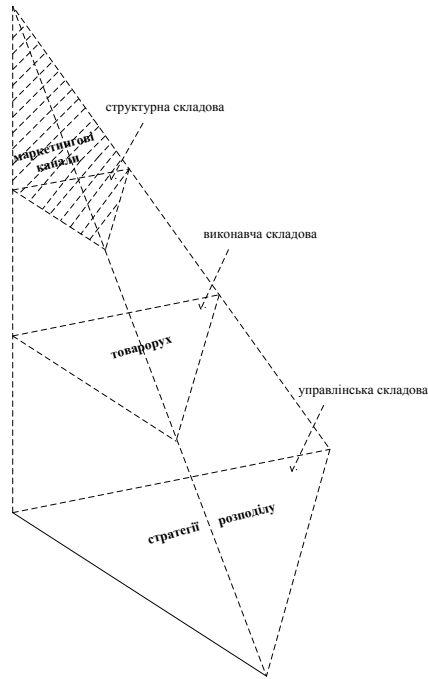 структурна складова
маркетингові
канали
виконавча складова
товарорух
управлінська складова
стратегії розподілу